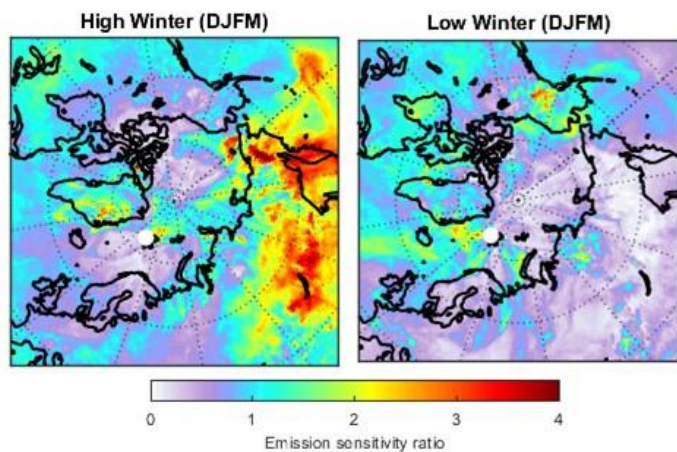 High Winter (DJFM)
Low Winter (DJFM)
0 1 2 3 4
Emission sensitivity ratio